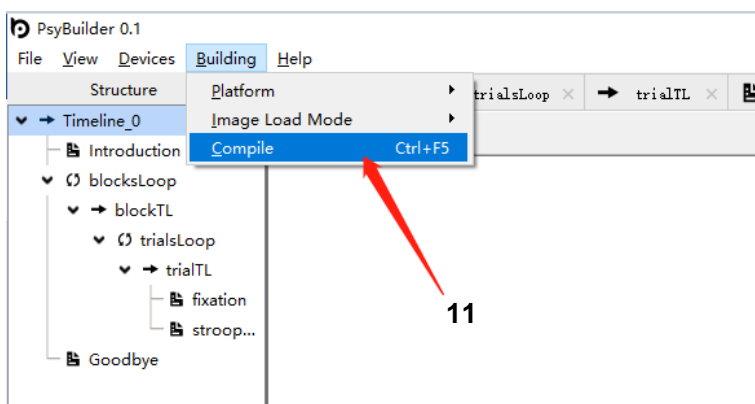 PsyBuilder 0.1
File View Devices Building Help
Structure Platform trialsLoop trialTL
Timeline_0 Image Load Mode
Introduction Compile Ctrl+F5
blocksLoop
blockTL
trialsLoop
trialTL
fixation
11
stroop...
Goodbye